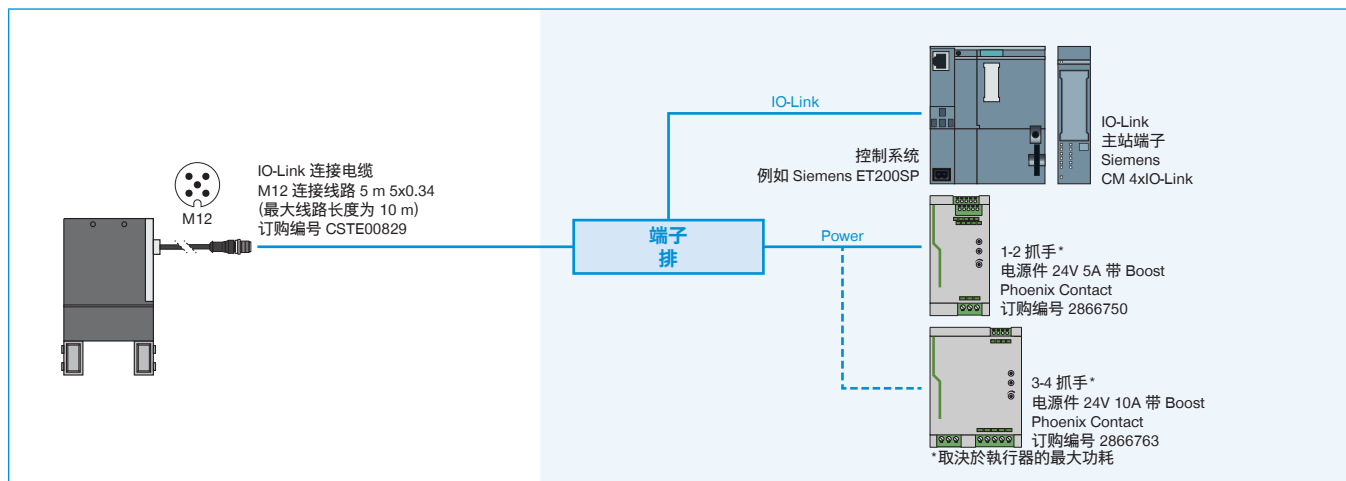 M12
IO-Link 连接电缆
M12 连接线路 5 m 5x0.34
(最大线路长度为 10 m)
订购编号 CSTE00829
端子
排
IO-Link
Power
控制系统
例如 Siemens ET200SP
IO-Link
主站端子
Siemens
CM 4xIO-Link
1-2 抓手*
电源件 24V 5A 带 Boost
Phoenix Contact
订购编号 2866750
3-4 抓手*
电源件 24V 10A 带 Boost
Phoenix Contact
订购编号 2866763
*取決於執行器的最大功耗